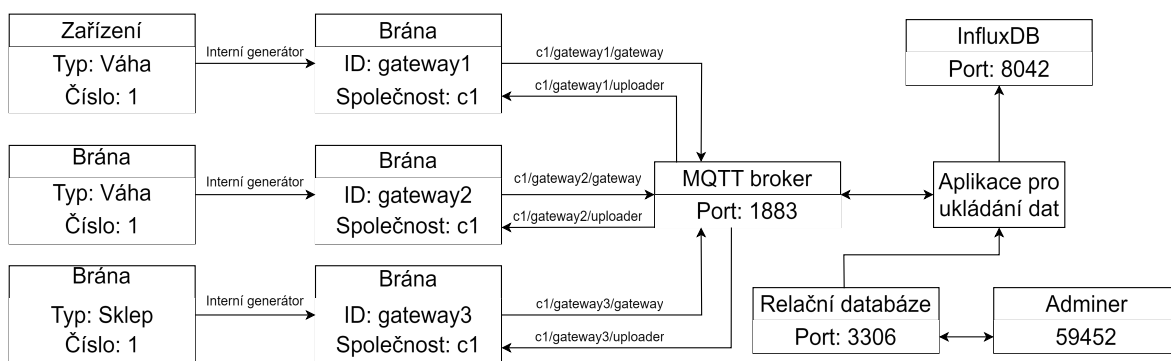 Zařízení
Typ: Váha
Číslo: 1
Interní generátor
Brána
ID: gateway1
Společnost: c1
c1/gateway1/gateway
c1/gateway1/uploader
InfluxDB
Port: 8042
Brána
Typ: Váha
Číslo: 1
Interní generátor
Brána
ID: gateway2
Společnost: c1
c1/gateway2/gateway
c1/gateway2/uploader
MQTT broker
Port: 1883
Aplikace pro
ukládání dat
Brána
Typ: Sklep
Číslo: 1
Interní generátor
Brána
ID: gateway3
Společnost: c1
c1/gateway3/gateway
c1/gateway3/uploader
Relační databáze
Port: 3306
Adminer
59452